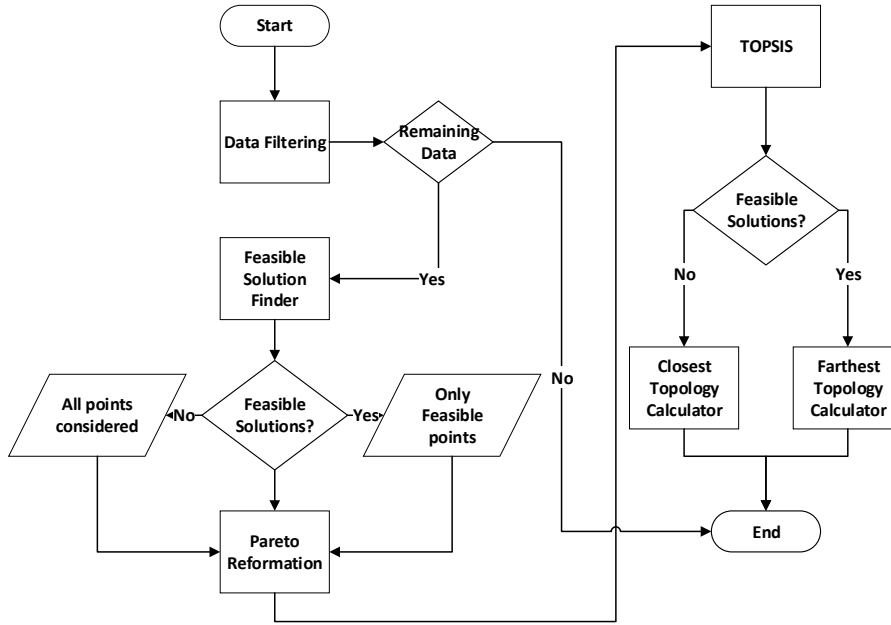 Start
Data Filtering
Remaining
Data
Yes
No
Feasible
Solution
Finder
Feasible
Solutions?
No
Yes
All points
considered
Only
Feasible
points
Pareto
Reformation
TOPSIS
Feasible
Solutions?
No
Yes
Closest
Topology
Calculator
Farthest
Topology
Calculator
End